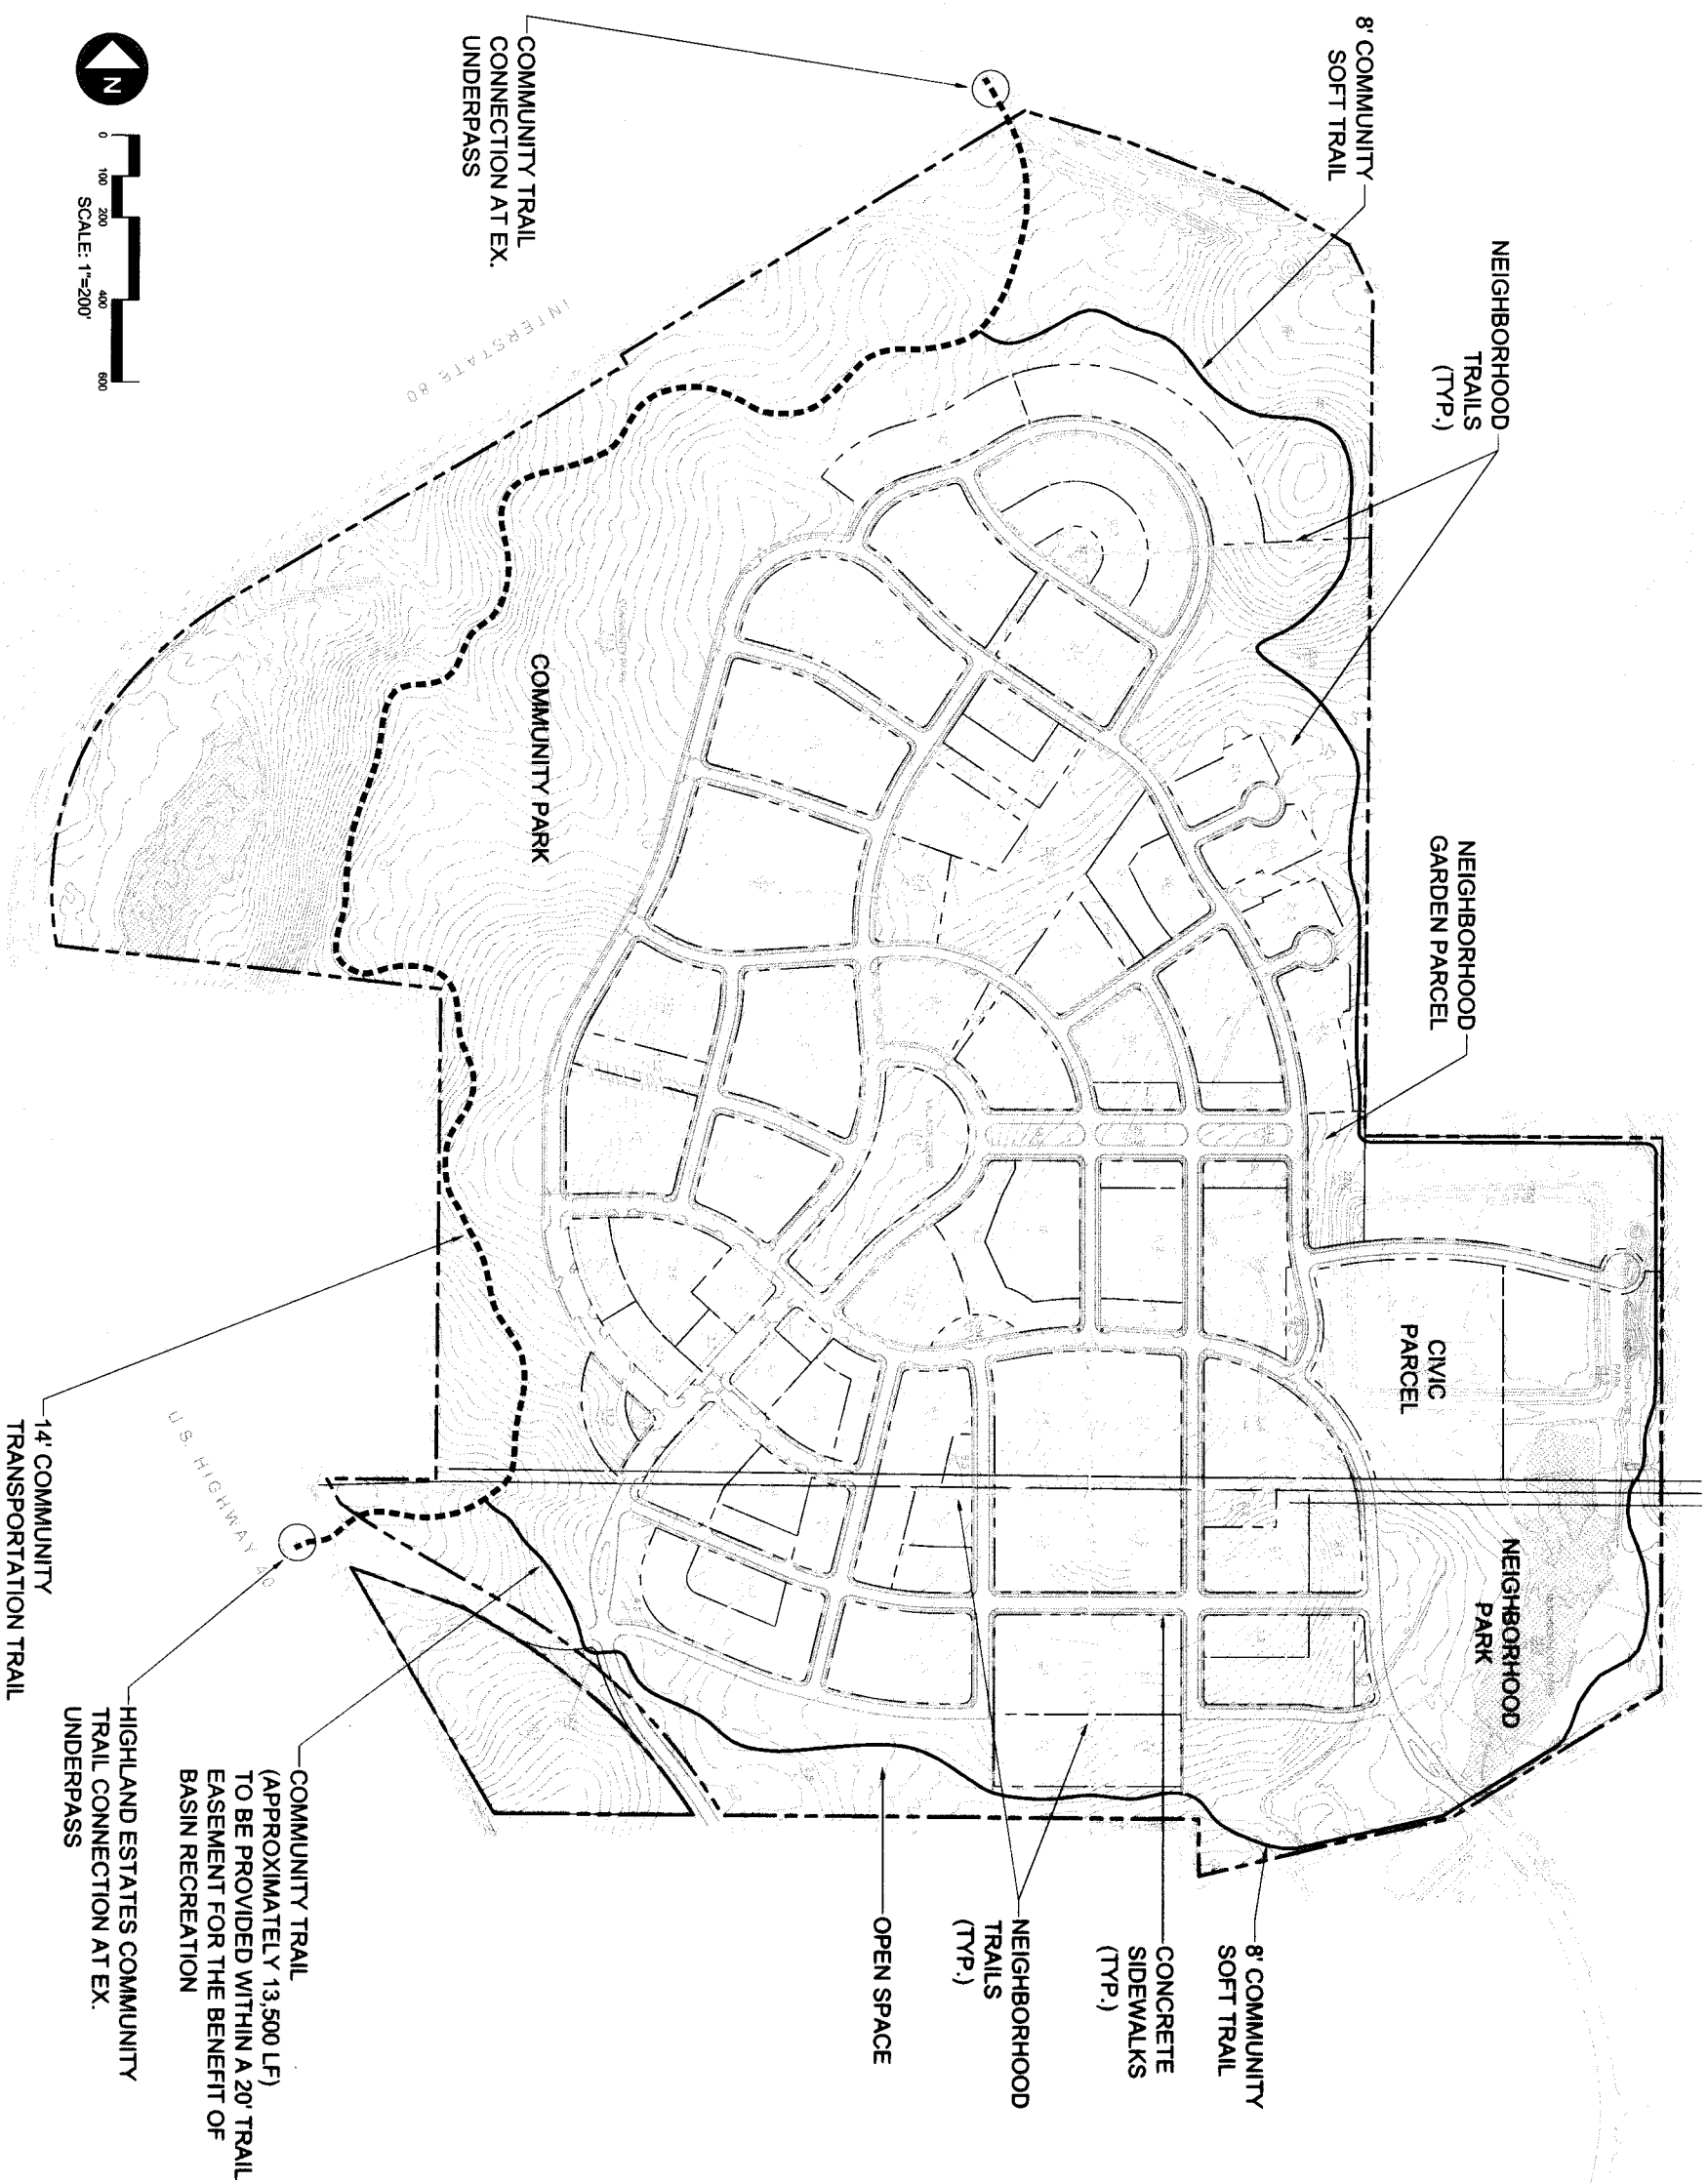 8' COMMUNITY
SOFT TRAIL
NEIGHBORHOOD
TRAILS
(TYP.)
NEIGHBORHOOD
GARDEN PARCEL
CIVIC
PARCEL
NEIGHBORHOOD
PARK
8' COMMUNITY
SOFT TRAIL
CONCRETE
SIDEWALKS
(TYP.)
NEIGHBORHOOD
TRAILS
(TYP.)
OPEN SPACE
COMMUNITY TRAIL
CONNECTION AT EX.
UNDERPASS
INTERSTATE 80
COMMUNITY PARK
U.S. HIGHWAY 40
COMMUNITY TRAIL
(APPROXIMATELY 13,500 LF)
TO BE PROVIDED WITHIN A 20' TRAIL
EASEMENT FOR THE BENEFIT OF
BASIN RECREATION
HIGHLAND ESTATES COMMUNITY
TRAIL CONNECTION AT EX.
UNDERPASS
14' COMMUNITY
TRANSPORTATION TRAIL
N
0 100 200 400 600
SCALE: 1"=200'